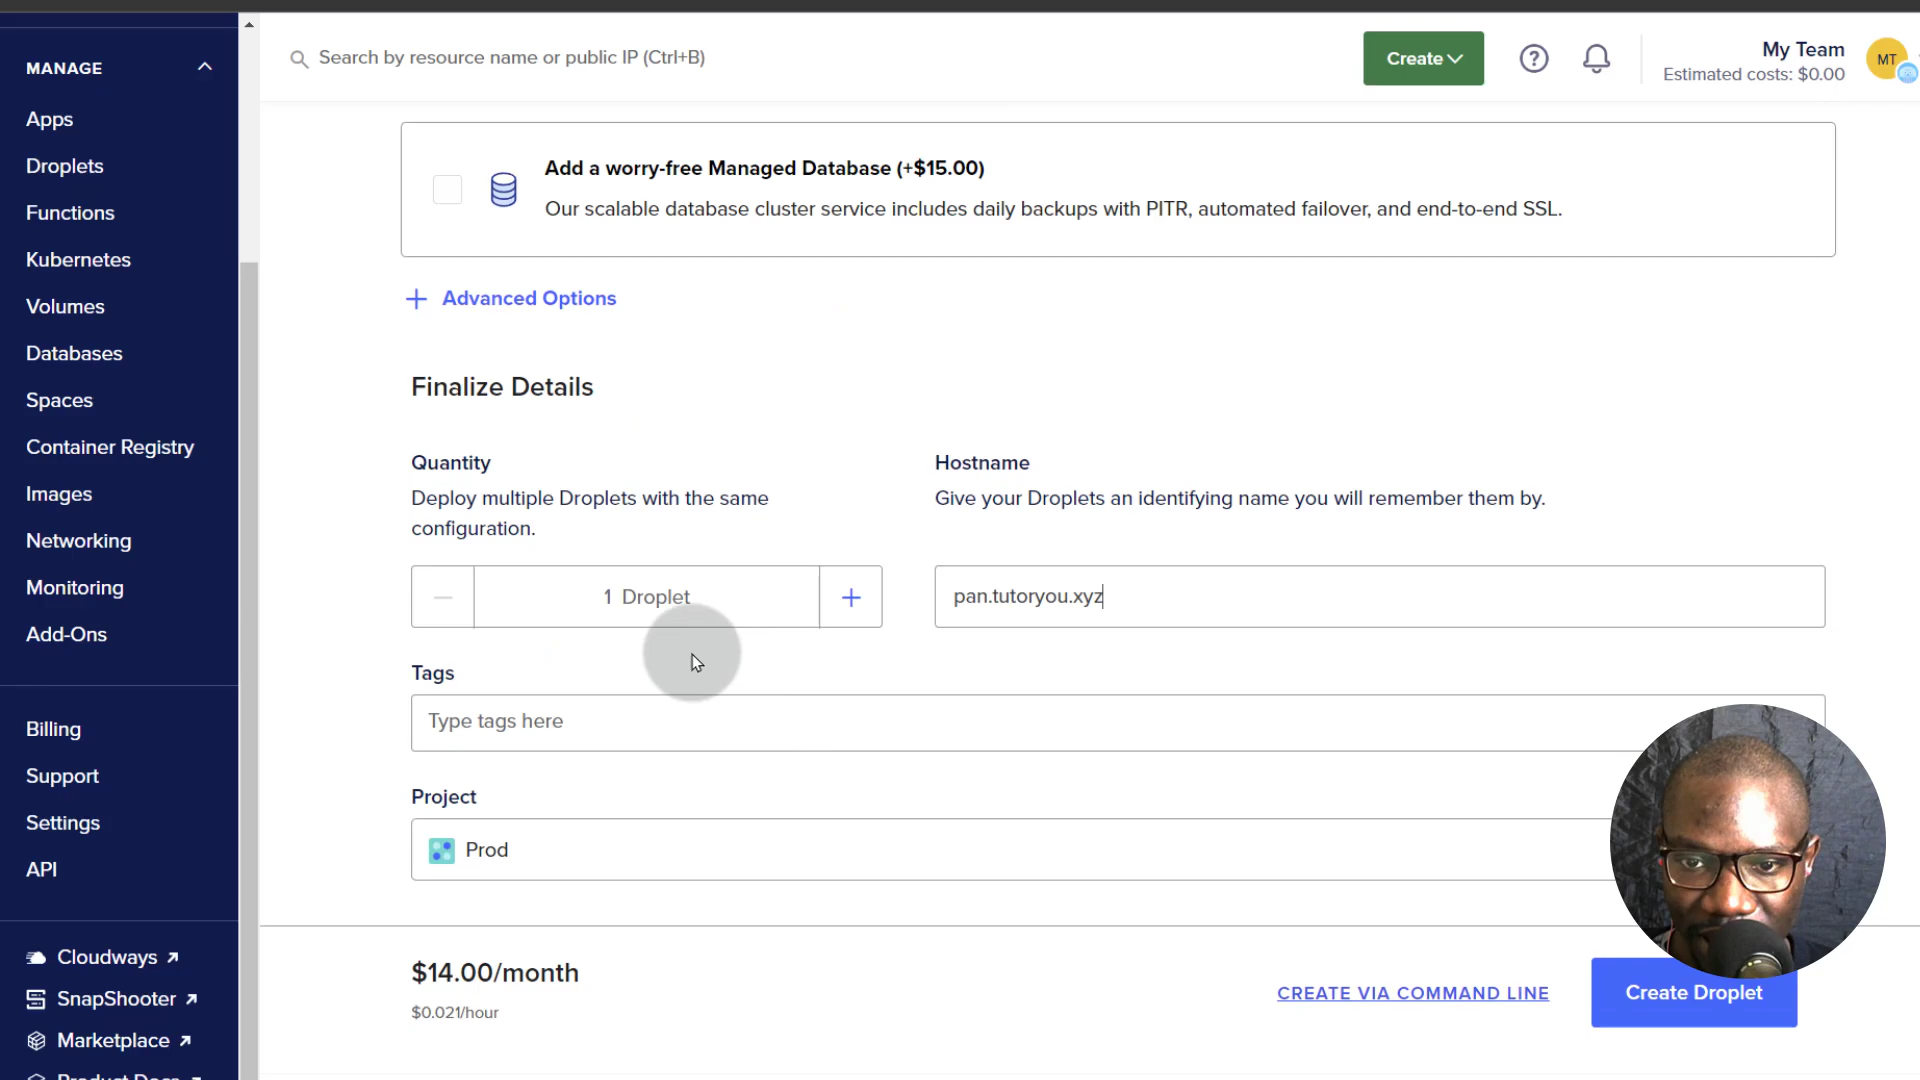 MANAGE
Apps
Droplets
Functions
Kubernetes
Volumes
Databases
Spaces
Container Registry
Images
Networking
Monitoring
Add-Ons
Billing
Support
Settings
API
Cloudways
SnapShooter
Marketplace
Product Docs
Search by resource name or public IP (Ctrl+B)
Create
?
My Team
Estimated costs: $0.00
MT
Add a worry-free Managed Database (+$15.00)
Our scalable database cluster service includes daily backups with PITR, automated failover, and end-to-end SSL.
+ Advanced Options
Finalize Details
Quantity
Deploy multiple Droplets with the same
configuration.
1 Droplet
Hostname
Give your Droplets an identifying name you will remember them by.
pan.tutoryou.xyz
Tags
Type tags here
Project
Prod
$14.00/month
$0.021/hour
CREATE VIA COMMAND LINE
Create Droplet